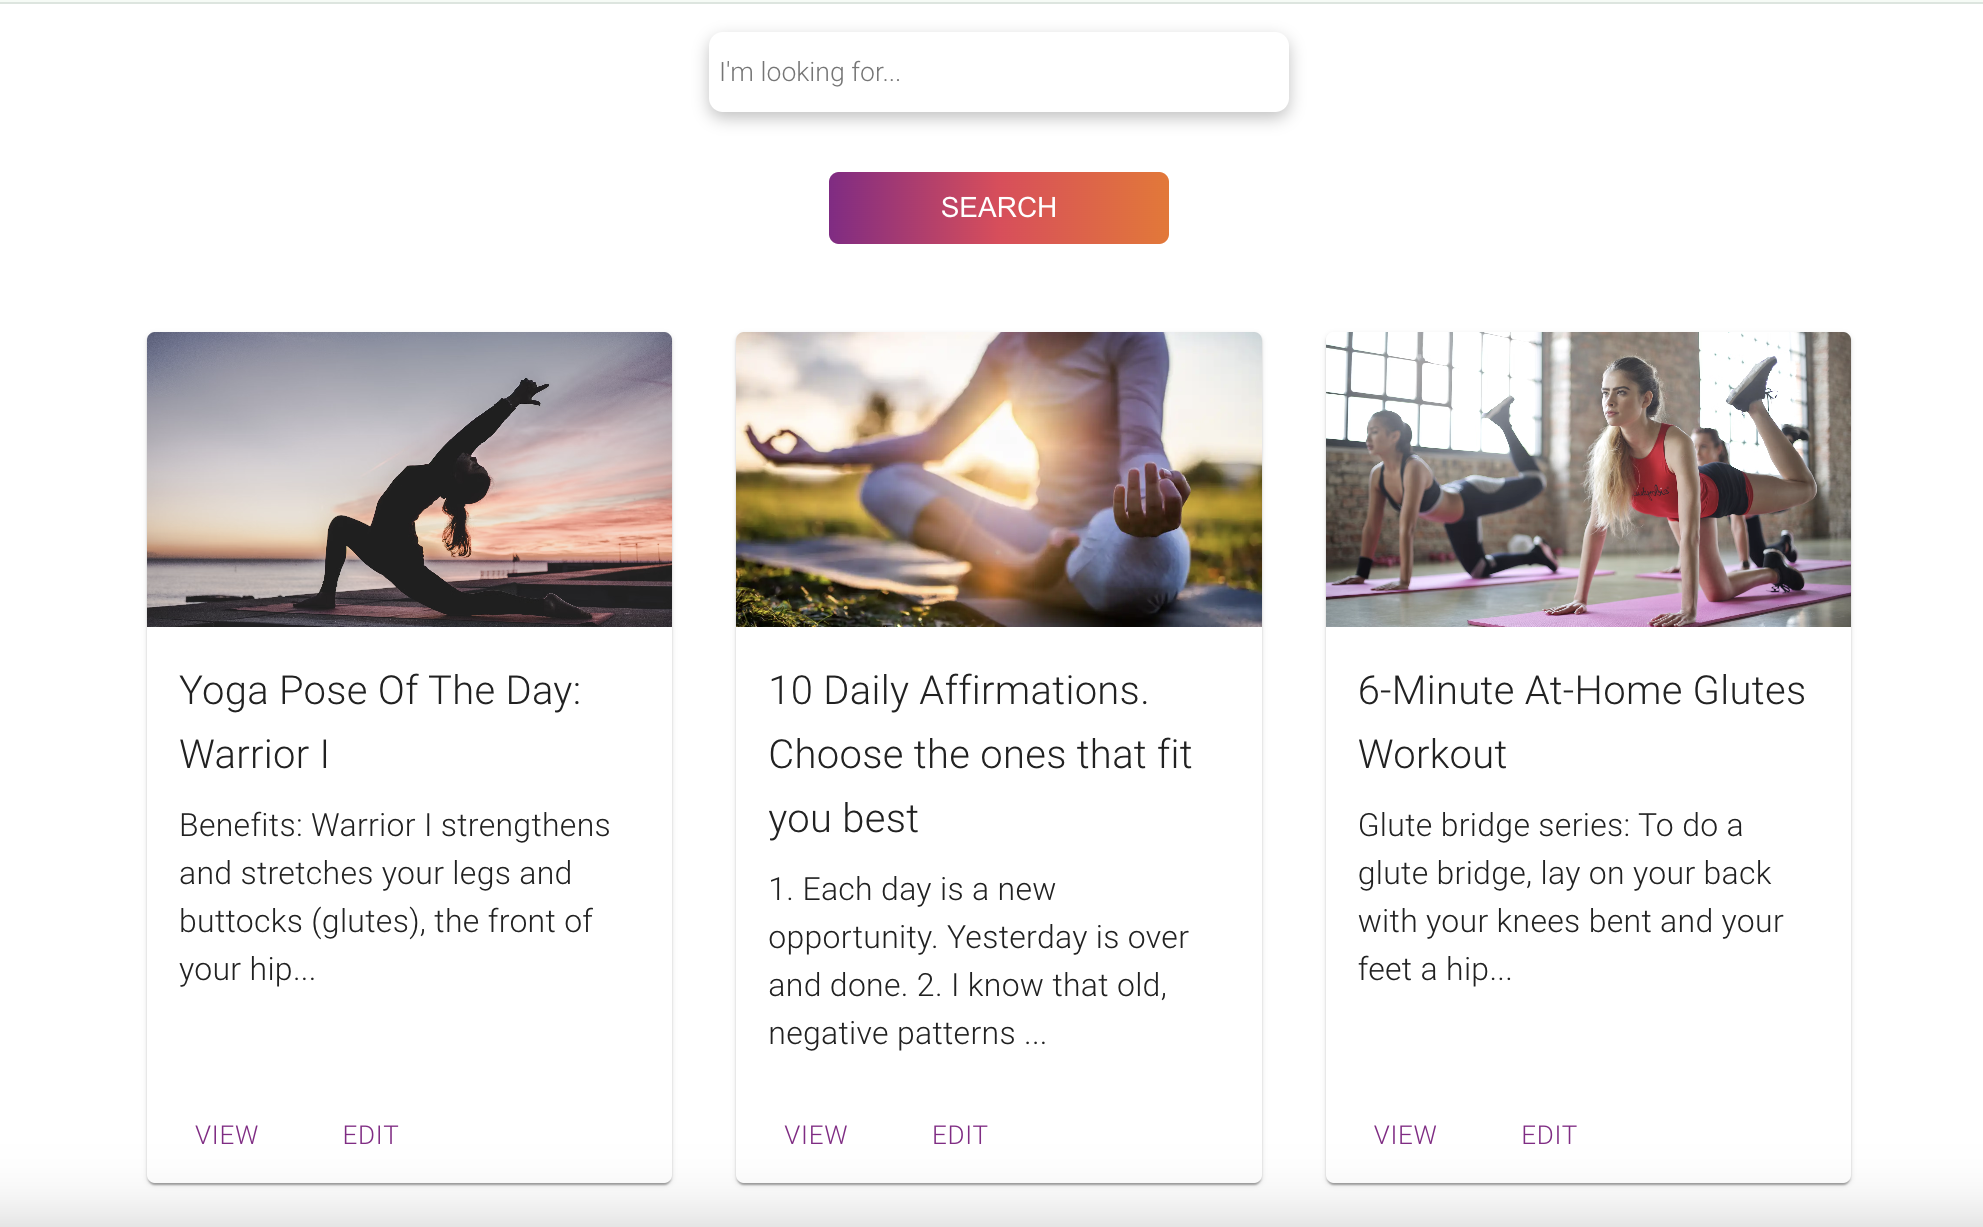 I'm looking for...
SEARCH
Yoga Pose Of The Day:
Warrior I
Benefits: Warrior I strengthens
and stretches your legs and
buttocks (glutes), the front of
your hip...
VIEW EDIT
10 Daily Affirmations.
Choose the ones that fit
you best
1. Each day is a new
opportunity. Yesterday is over
and done. 2. I know that old,
negative patterns ...
VIEW EDIT
6-Minute At-Home Glutes
Workout
Glute bridge series: To do a
glute bridge, lay on your back
with your knees bent and your
feet a hip...
VIEW EDIT